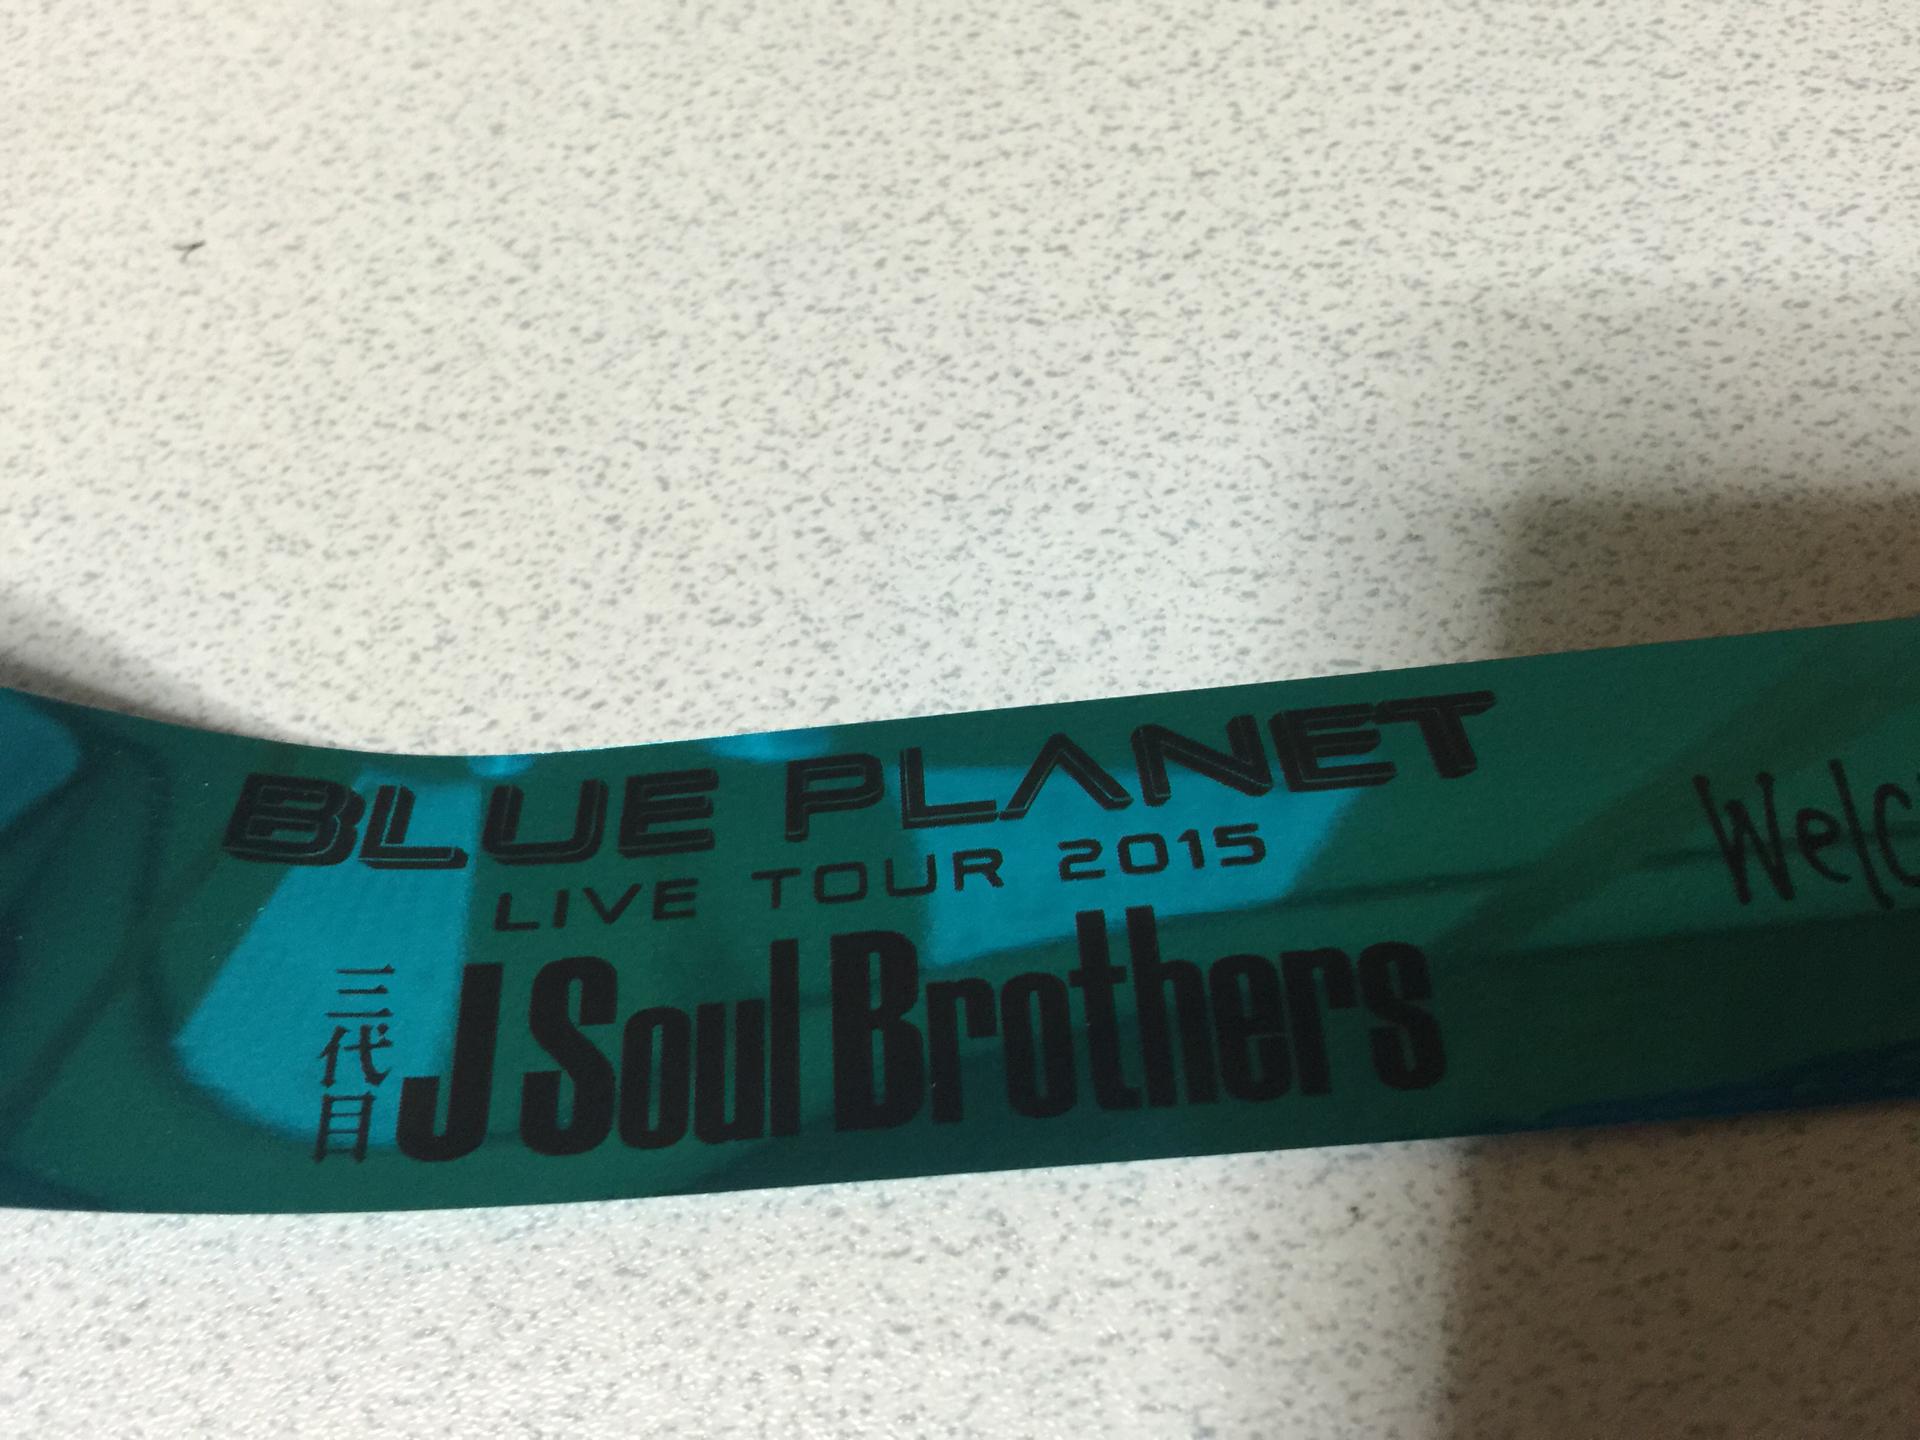 BLUE PLANET
LIVE TOUR 2015
三代目 J Soul Brothers